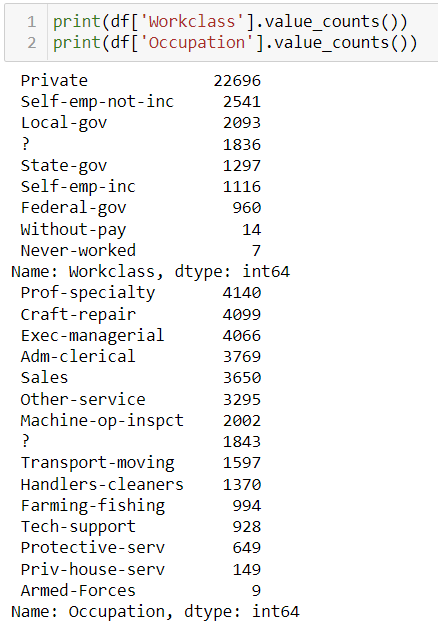 1 print(df['Workclass'].value_counts())
2 print(df['Occupation'].value_counts())
Private 22696
Self-emp-not-inc 2541
Local-gov 2093
? 1836
State-gov 1297
Self-emp-inc 1116
Federal-gov 960
Without-pay 14
Never-worked 7
Name: Workclass, dtype: int64
Prof-specialty 4140
Craft-repair 4099
Exec-managerial 4066
Adm-clerical 3769
Sales 3650
Other-service 3295
Machine-op-inspct 2002
? 1843
Transport-moving 1597
Handlers-cleaners 1370
Farming-fishing 994
Tech-support 928
Protective-serv 649
Priv-house-serv 149
Armed-Forces 9
Name: Occupation, dtype: int64